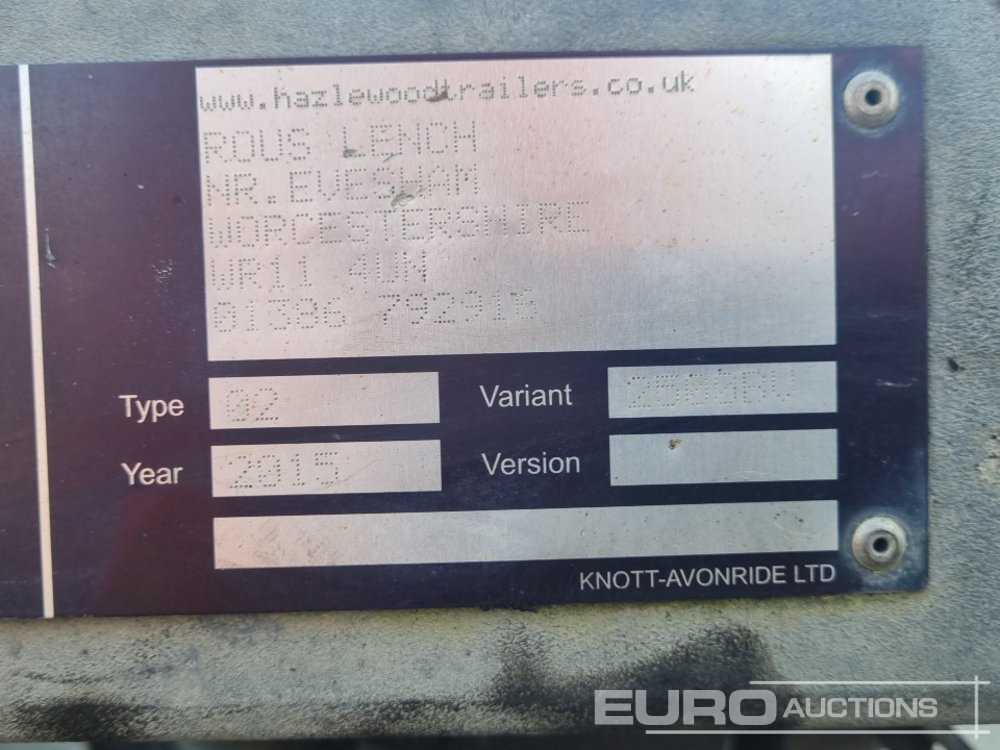 www.hazlewoodtrailers.co.uk
ROUS LENCH
NR.EVESHAM
WORCESTERSHIRE
WR11 4UN
01386 792916
Type 02 Variant
Year 2015 Version
KNOTT-AVONRIDE LTD
EURO AUCTIONS